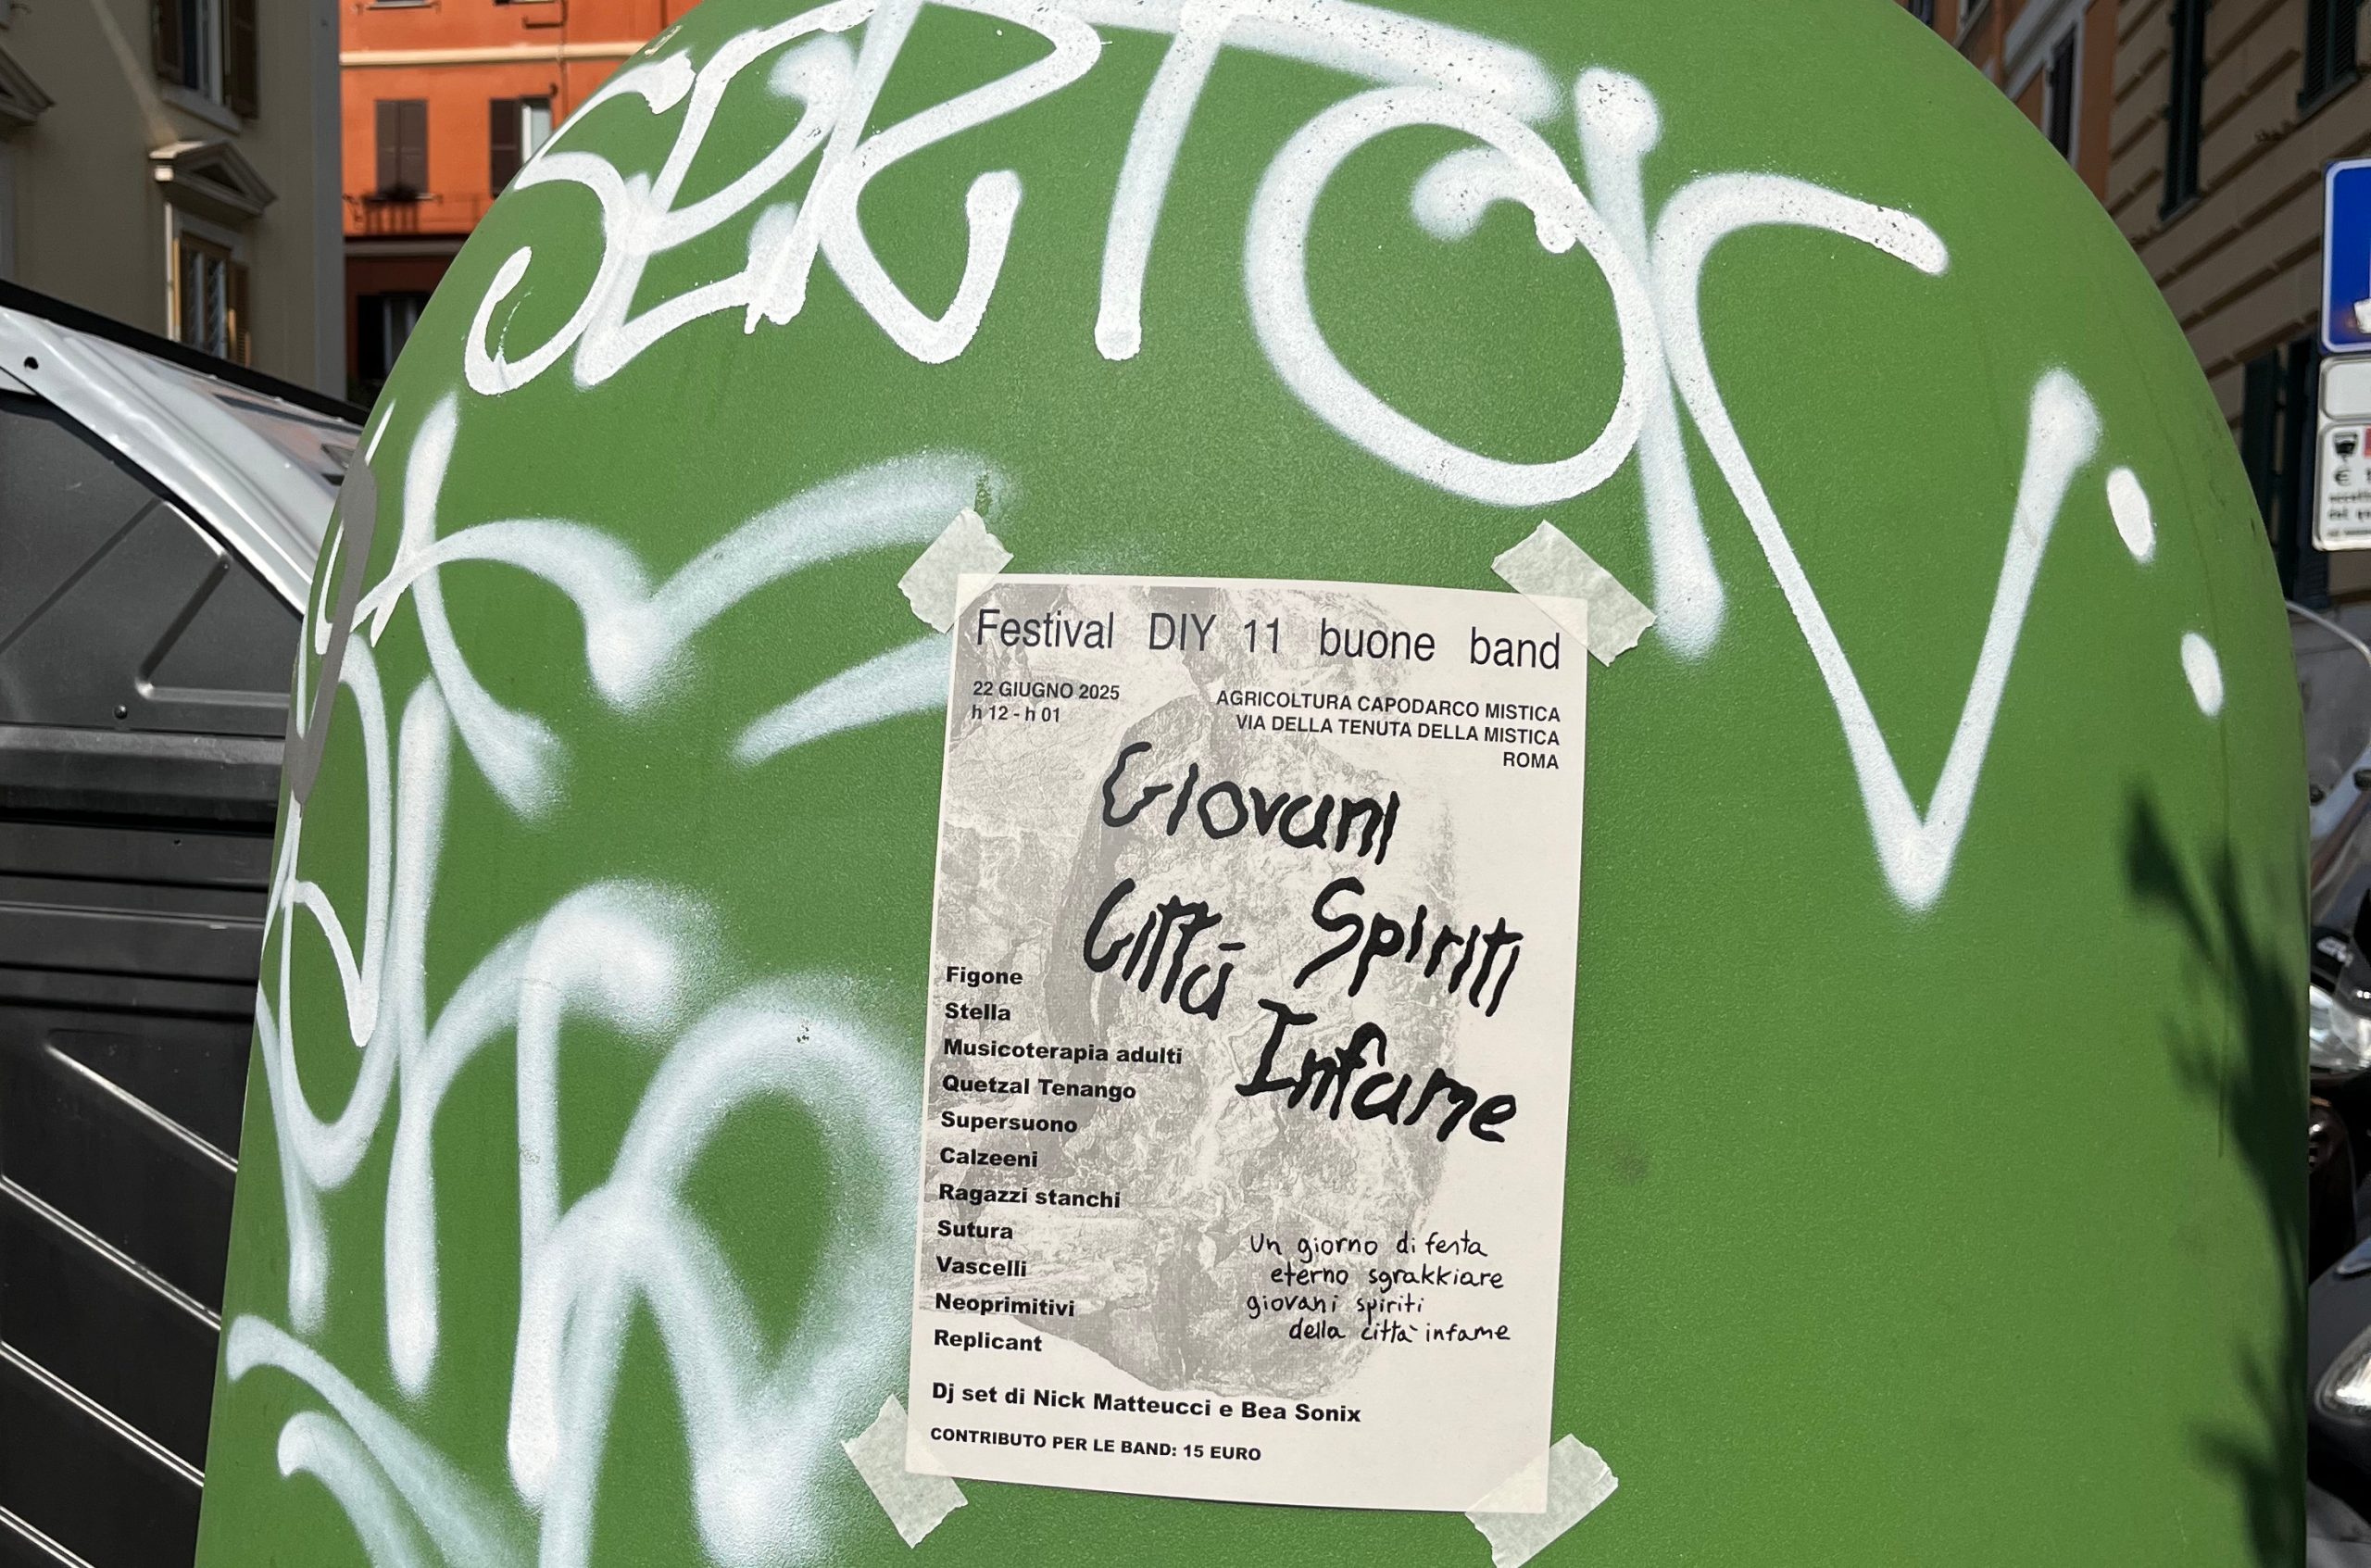 Festival DIY 11 buone band
22 GIUGNO 2025
h 12 - h 01
AGRICOLTURA CAPODARCO MISTICA
VIA DELLA TENUTA DELLA MISTICA
ROMA
Giovani
Spiriti
Città
Infame
Figone
Stella
Musicoterapia adulti
Quetzal Tenango
Supersuono
Calzeeni
Ragazzi stanchi
Sutura
Vascelli
Neoprimitivi
Replicant
Un giorno di festa
eterno sgrakkiare
giovani spiriti
della città infame
Dj set di Nick Matteucci e Bea Sonix
CONTRIBUTO PER LE BAND: 15 EURO